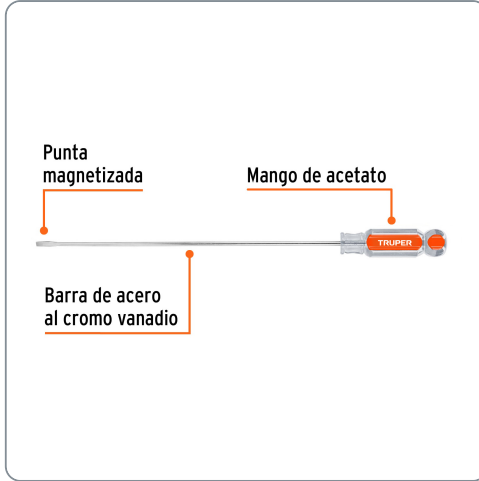 Punta
magnetizada
Mango de acetato
TRUPER
Barra de acero
al cromo vanadio